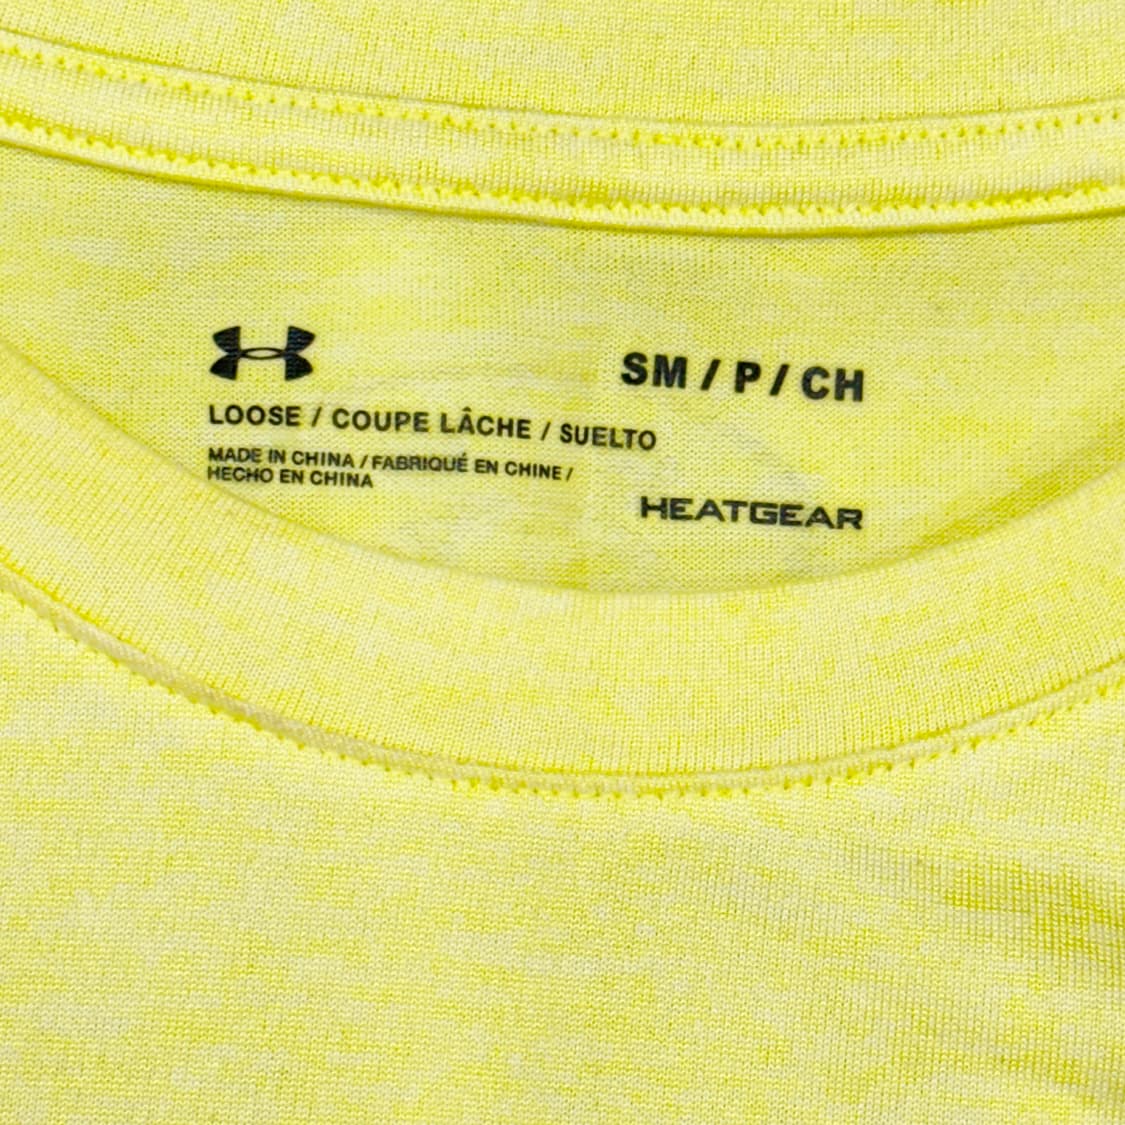 SM / P / CH
LOOSE / COUPE LÂCHE / SUELTO
MADE IN CHINA / FABRIQUÉ EN CHINE /
HECHO EN CHINA
HEATGEAR